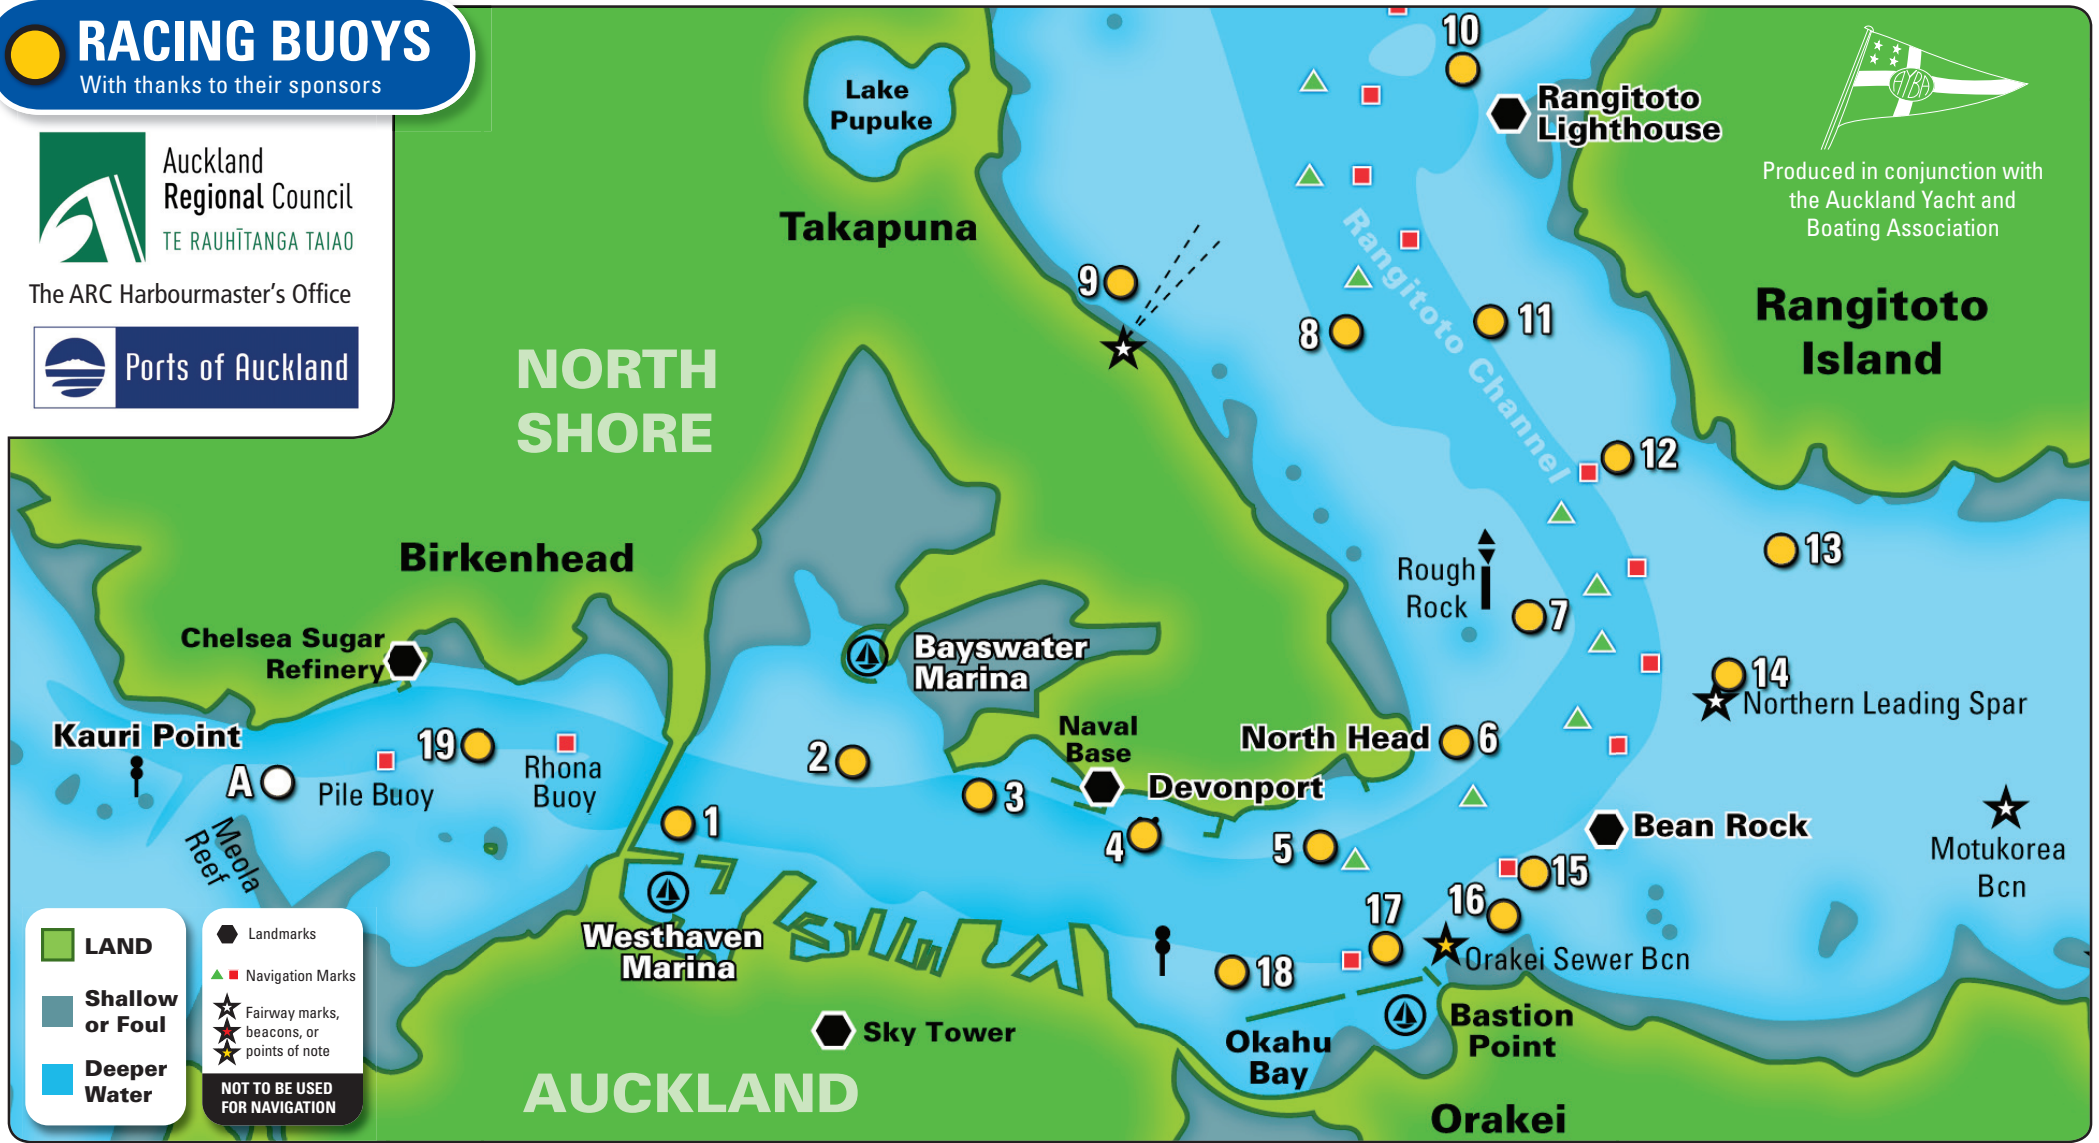 RACING BUOYS
With thanks to their sponsors
Auckland
Regional Council
TE RAUHĪTANGA TAIAO
The ARC Harbourmaster's Office
Ports of Auckland
Lake
Pupuke
Takapuna
NORTH
SHORE
10
Rangitoto
Lighthouse
AYBA
Produced in conjunction with
the Auckland Yacht and
Boating Association
Rangitoto
Island
Rangitoto Channel
9
8
11
12
13
Rough
Rock
7
14
Northern Leading Spar
Birkenhead
Chelsea Sugar
Refinery
Bayswater
Marina
Kauri Point
A
Pile Buoy
19
Rhona
Buoy
Meola
Reef
1
2
3
Naval
Base
Devonport
4
North Head
6
5
Bean Rock
Motukorea
Bcn
15
16
17
18
Orakei Sewer Bcn
Westhaven
Marina
Sky Tower
AUCKLAND
Okahu
Bay
Bastion
Point
Orakei
LAND
Shallow
or Foul
Deeper
Water
Landmarks
Navigation Marks
Fairway marks,
beacons, or
points of note
NOT TO BE USED
FOR NAVIGATION